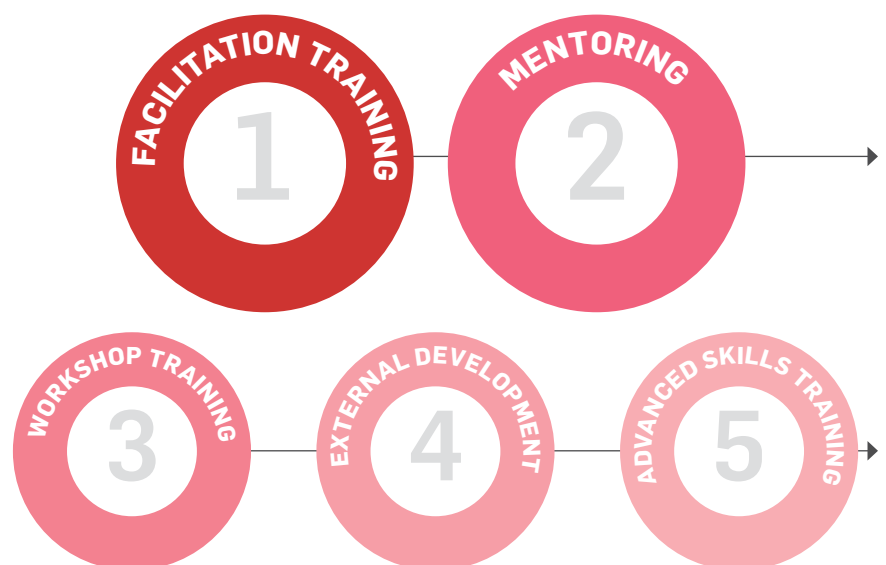 FACILITATION TRAINING
1
MENTORING
2
WORKSHOP TRAINING
3
EXTERNAL DEVELOPMENT
4
ADVANCED SKILLS TRAINING
5